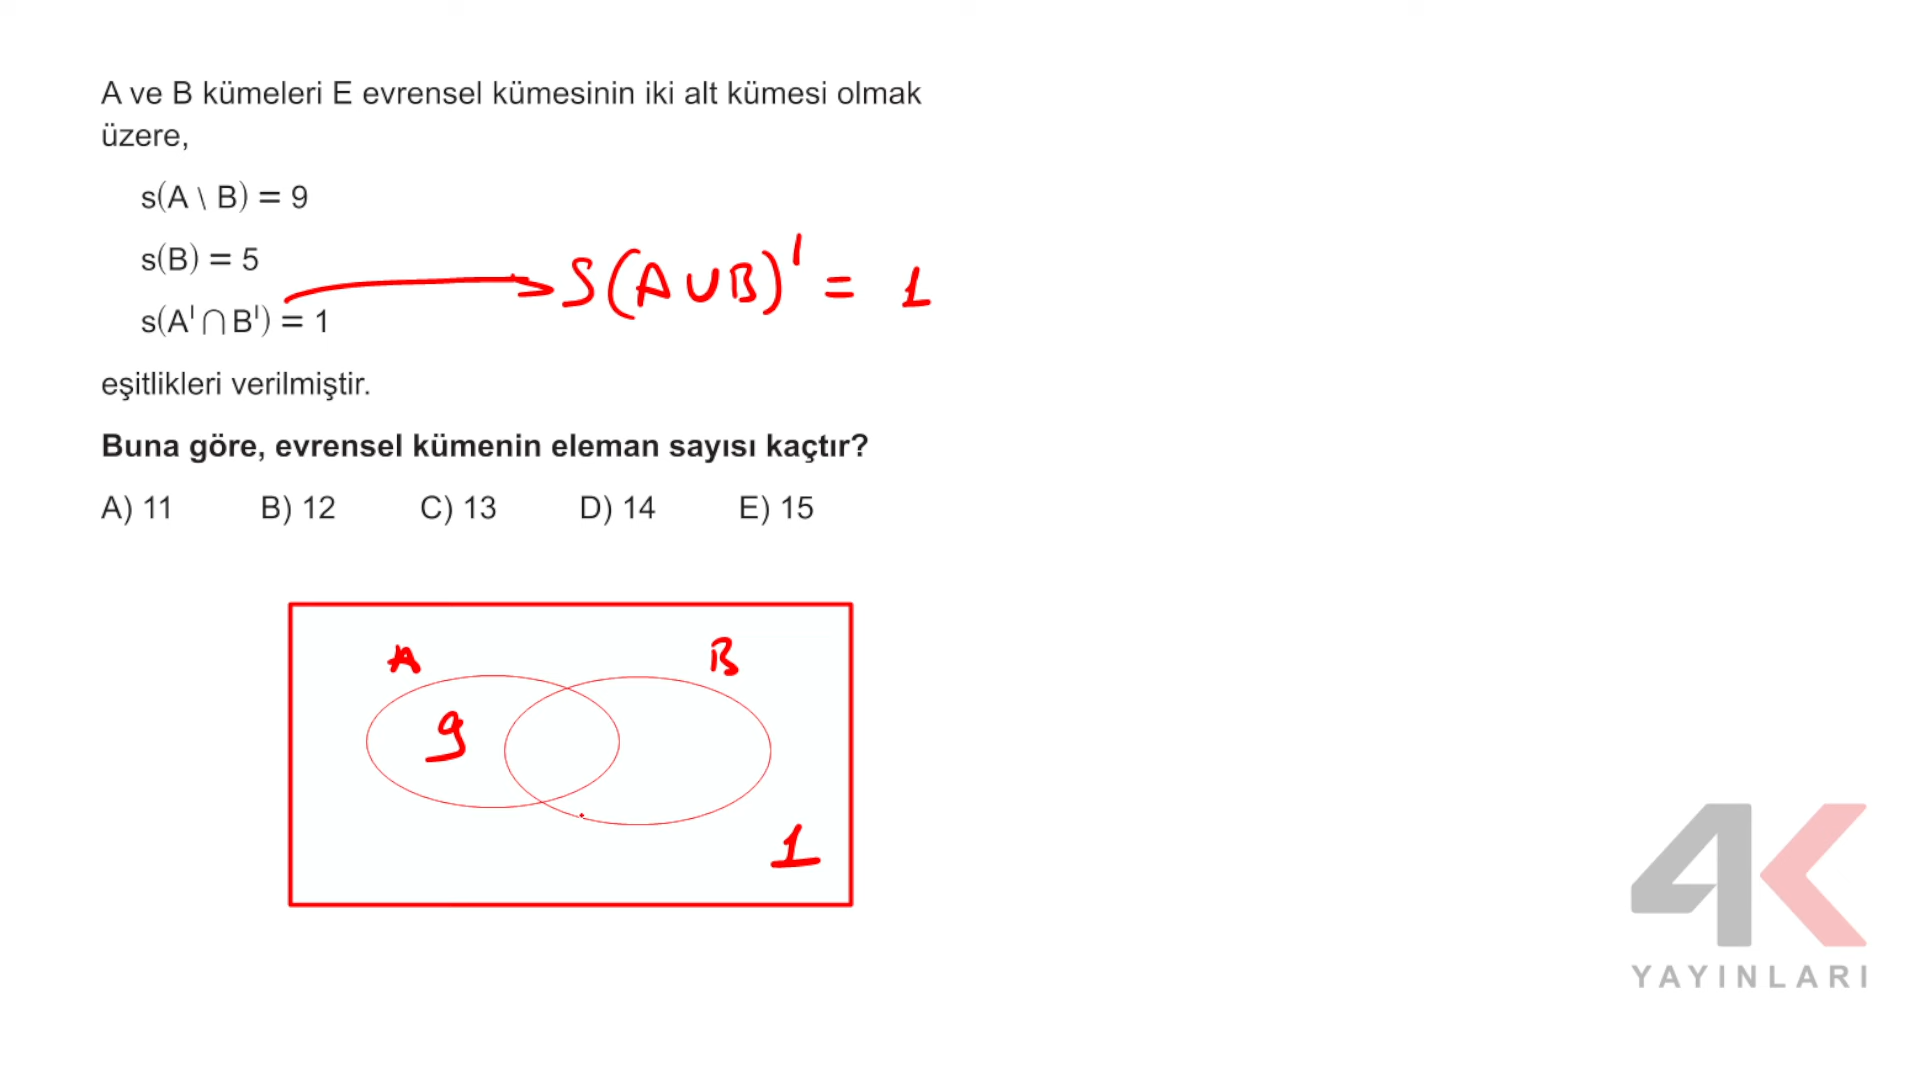 A ve B kümeleri E evrensel kümesinin iki alt kümesi olmak
üzere,
s(A \ B) = 9
s(B) = 5
s(A'∩B') = 1
S(A∪B)' = 1
eşitlikleri verilmiştir.
Buna göre, evrensel kümenin eleman sayısı kaçtır?
A) 11 B) 12 C) 13 D) 14 E) 15
A B
9
1
4K
YAYINLARI